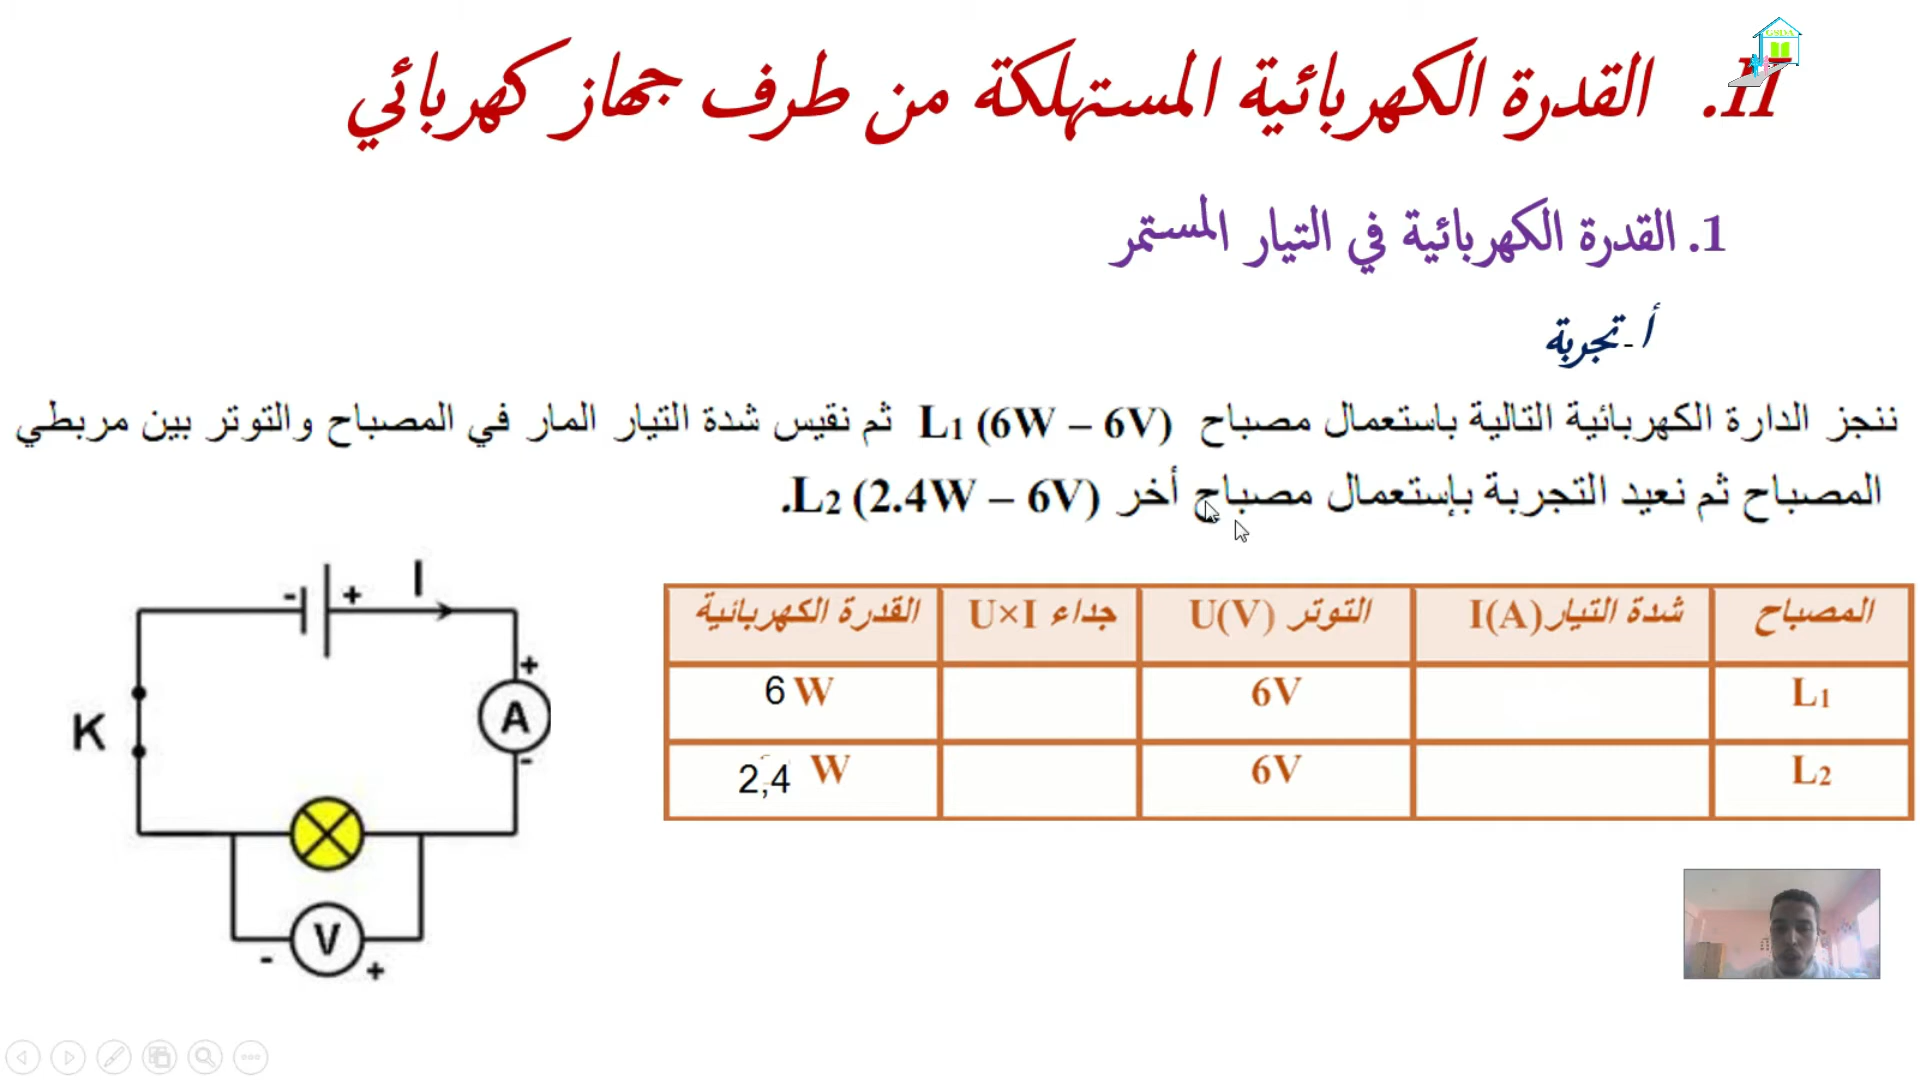 GSDA
II. القدرة الكهربائية المستهلكة من طرف جهاز كهربائي
1. القدرة الكهربائية في التيار المستمر
أ- تجربة
ننجز الدارة الكهربائية التالية باستعمال مصباح L1 (6W – 6V) ثم نقيس شدة التيار المار في المصباح والتوتر بين مربطي
المصباح ثم نعيد التجربة بإستعمال مصباح أخر L2 (2.4W – 6V).
المصباح شدة التيار I(A) التوتر U(V) جداء U×I القدرة الكهربائية
L1 6V 6 W
L2 6V 2,4 W
- + I
+
K A
-
V
- +